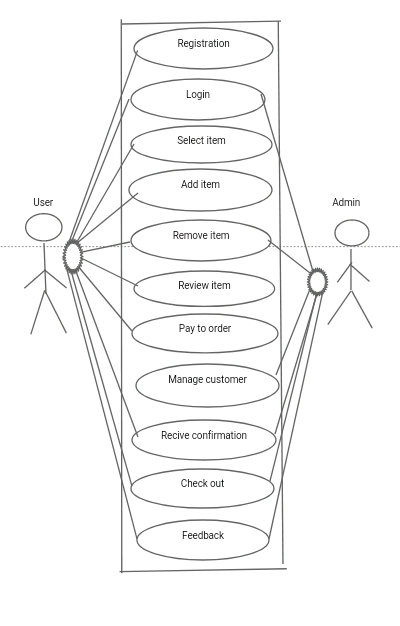 Registration
Login
Select item
Add item
User
Admin
Remove item
Review item
Pay to order
Manage customer
Recive confirmation
Check out
Feedback